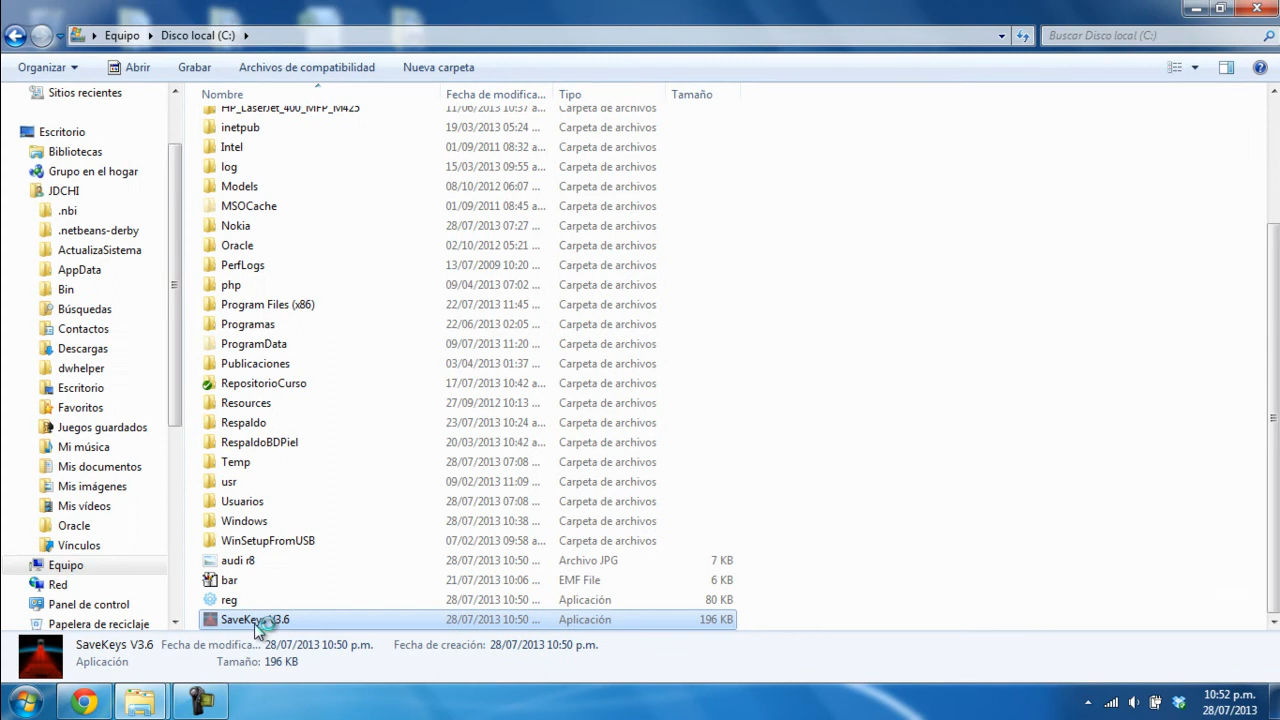 Equipo Disco local (C:) Buscar Disco local (C:)
Organizar Abrir Grabar Archivos de compatibilidad Nueva carpeta
Sitios recientes
Escritorio
Bibliotecas
Grupo en el hogar
JDCHI
.nbi
.netbeans-derby
ActualizaSistema
AppData
Bin
Búsquedas
Contactos
Descargas
dwhelper
Escritorio
Favoritos
Juegos guardados
Mi música
Mis documentos
Mis imágenes
Mis vídeos
Oracle
Vínculos
Equipo
Red
Panel de control
Papelera de reciclaje
Nombre Fecha de modifica... Tipo Tamaño
HP_LaserJet_400_MFP_M425 11/06/2013 10:37 a... Carpeta de archivos
inetpub 19/03/2013 05:24 ... Carpeta de archivos
Intel 01/09/2011 08:32 a... Carpeta de archivos
log 15/03/2013 09:55 a... Carpeta de archivos
Models 08/10/2012 06:07 ... Carpeta de archivos
MSOCache 01/09/2011 08:45 a... Carpeta de archivos
Nokia 28/07/2013 07:27 ... Carpeta de archivos
Oracle 02/10/2012 05:21 ... Carpeta de archivos
PerfLogs 13/07/2009 10:20 ... Carpeta de archivos
php 09/04/2013 07:02 ... Carpeta de archivos
Program Files (x86) 22/07/2013 11:45 ... Carpeta de archivos
Programas 22/06/2013 02:05 ... Carpeta de archivos
ProgramData 09/07/2013 11:20 ... Carpeta de archivos
Publicaciones 03/04/2013 01:37 ... Carpeta de archivos
RepositorioCurso 17/07/2013 10:42 a... Carpeta de archivos
Resources 27/09/2012 10:13 ... Carpeta de archivos
Respaldo 23/07/2013 10:24 a... Carpeta de archivos
RespaldoBDPiel 20/03/2013 10:42 a... Carpeta de archivos
Temp 28/07/2013 07:08 ... Carpeta de archivos
usr 09/02/2013 11:09 ... Carpeta de archivos
Usuarios 28/07/2013 07:08 ... Carpeta de archivos
Windows 28/07/2013 10:38 ... Carpeta de archivos
WinSetupFromUSB 07/02/2013 09:58 a... Carpeta de archivos
audi r8 28/07/2013 10:50 ... Archivo JPG 7 KB
bar 21/07/2013 10:06 ... EMF File 6 KB
reg 28/07/2013 10:50 ... Aplicación 80 KB
SaveKeys V3.6 28/07/2013 10:50 ... Aplicación 196 KB
SaveKeys V3.6 Fecha de modifica... 28/07/2013 10:50 p.m. Fecha de creación: 28/07/2013 10:50 p.m.
Aplicación Tamaño: 196 KB
10:52 p.m.
28/07/2013